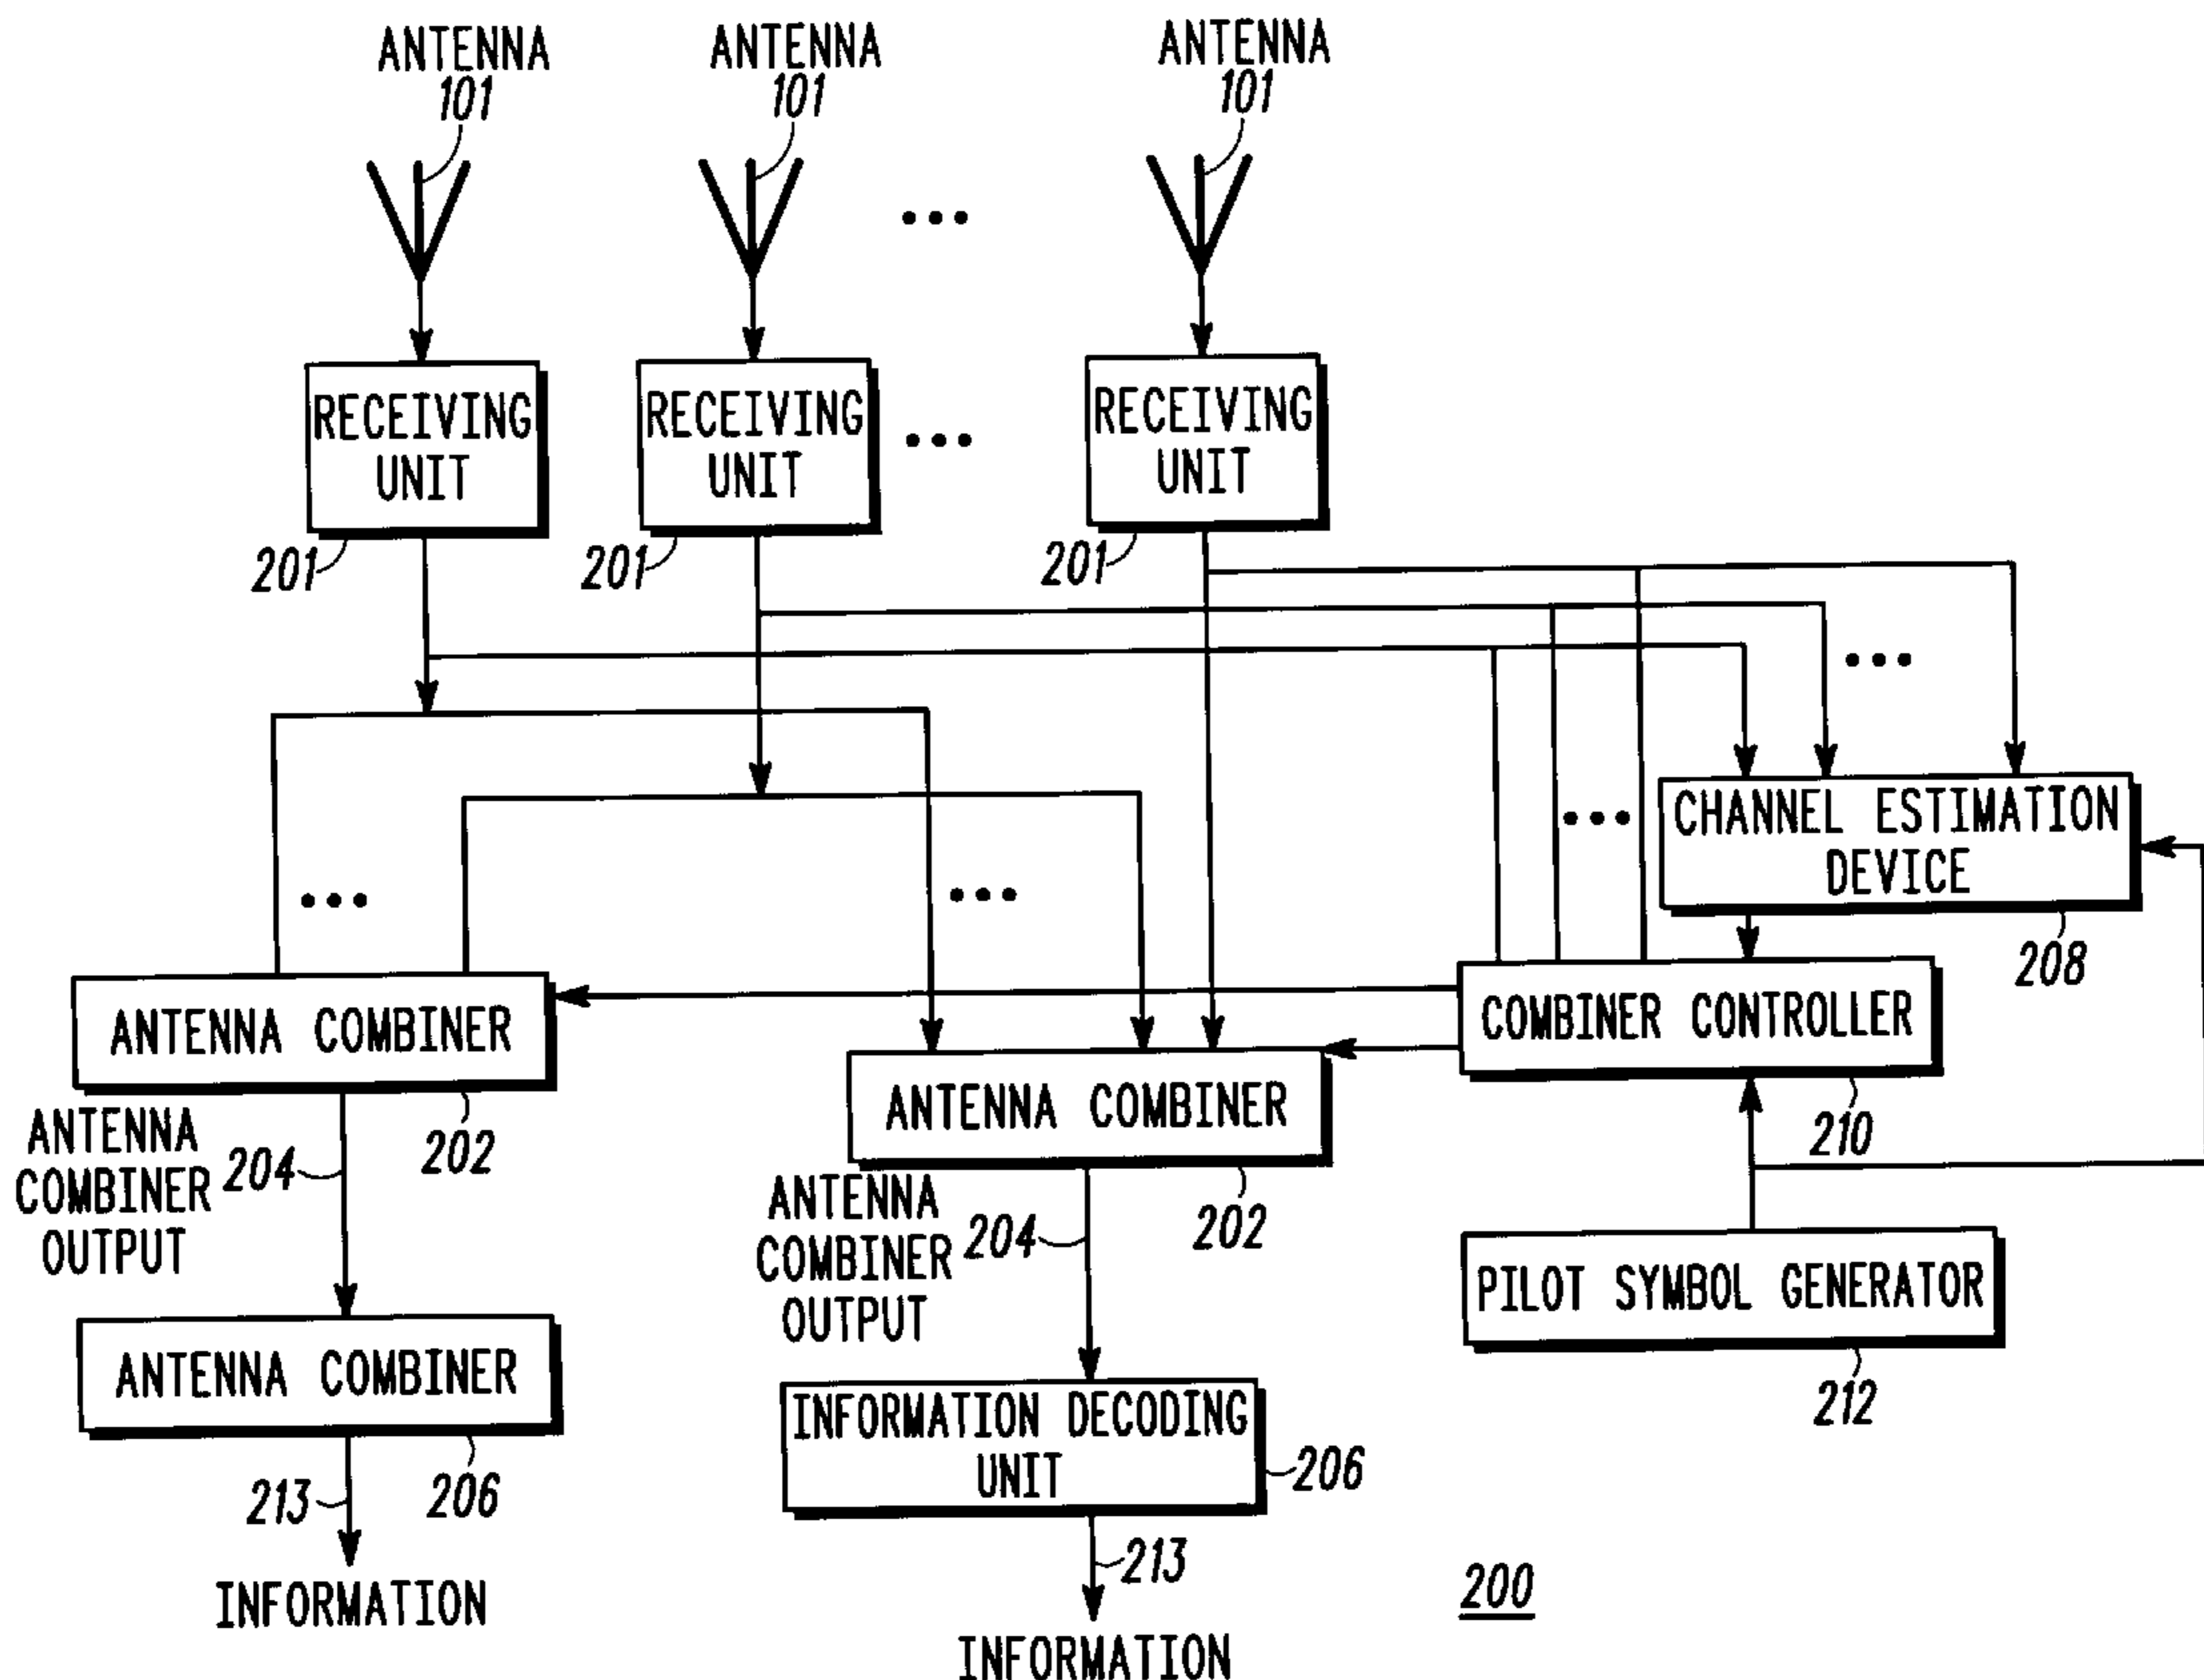 ANTENNA
101
ANTENNA
101
ANTENNA
101
RECEIVING
UNIT
201
RECEIVING
UNIT
201
RECEIVING
UNIT
201
CHANNEL ESTIMATION
DEVICE
208
COMBINER CONTROLLER
210
ANTENNA COMBINER
202
ANTENNA COMBINER
202
ANTENNA
COMBINER
OUTPUT
204
ANTENNA
COMBINER
OUTPUT
204
PILOT SYMBOL GENERATOR
212
ANTENNA COMBINER
206
INFORMATION DECODING
UNIT
206
213
INFORMATION
213
INFORMATION
200